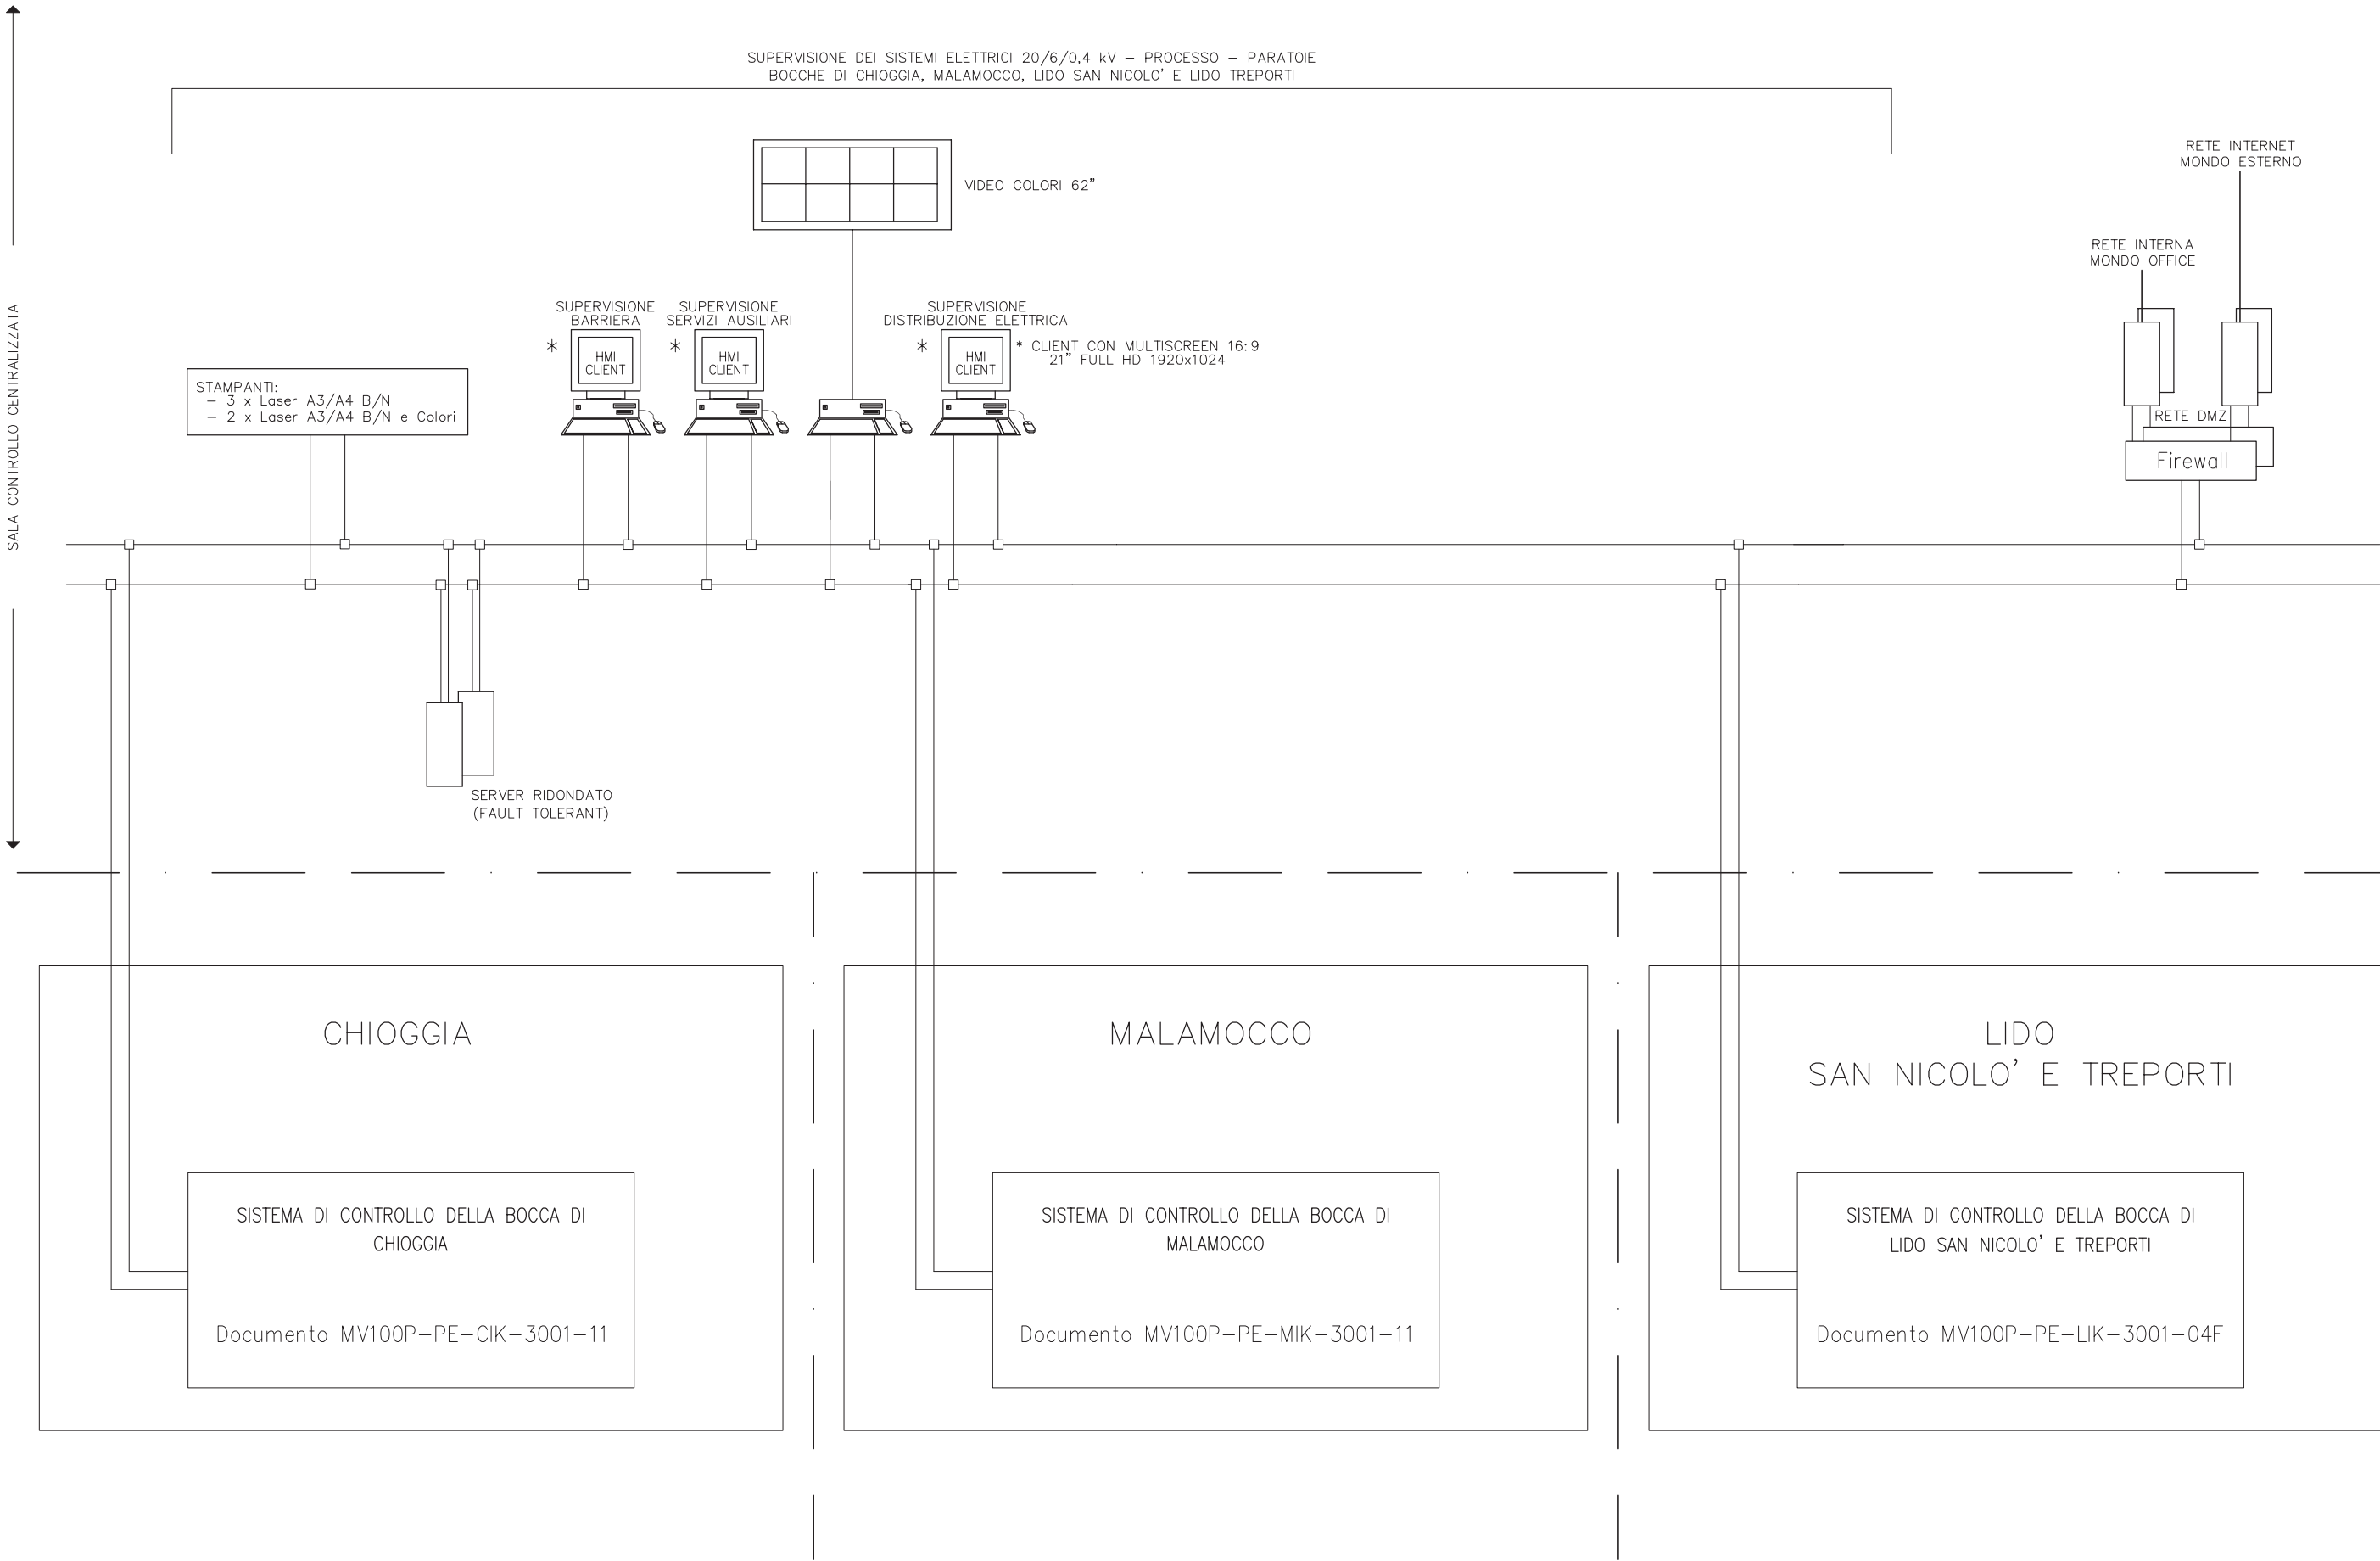 SUPERVISIONE DEI SISTEMI ELETTRICI 20/6/0,4 kV – PROCESSO – PARATOIE
BOCCHE DI CHIOGGIA, MALAMOCCO, LIDO SAN NICOLO' E LIDO TREPORTI
RETE INTERNET
MONDO ESTERNO
VIDEO COLORI 62"
RETE INTERNA
MONDO OFFICE
SALA CONTROLLO CENTRALIZZATA
SUPERVISIONE
BARRIERA
SUPERVISIONE
SERVIZI AUSILIARI
SUPERVISIONE
DISTRIBUZIONE ELETTRICA
*
HMI
CLIENT
*
HMI
CLIENT
*
HMI
CLIENT
* CLIENT CON MULTISCREEN 16:9
21" FULL HD 1920x1024
STAMPANTI:
– 3 x Laser A3/A4 B/N
– 2 x Laser A3/A4 B/N e Colori
RETE DMZ
Firewall
SERVER RIDONDATO
(FAULT TOLERANT)
CHIOGGIA
SISTEMA DI CONTROLLO DELLA BOCCA DI
CHIOGGIA
Documento MV100P–PE–CIK–3001–11
MALAMOCCO
SISTEMA DI CONTROLLO DELLA BOCCA DI
MALAMOCCO
Documento MV100P–PE–MIK–3001–11
LIDO
SAN NICOLO' E TREPORTI
SISTEMA DI CONTROLLO DELLA BOCCA DI
LIDO SAN NICOLO' E TREPORTI
Documento MV100P–PE–LIK–3001–04F